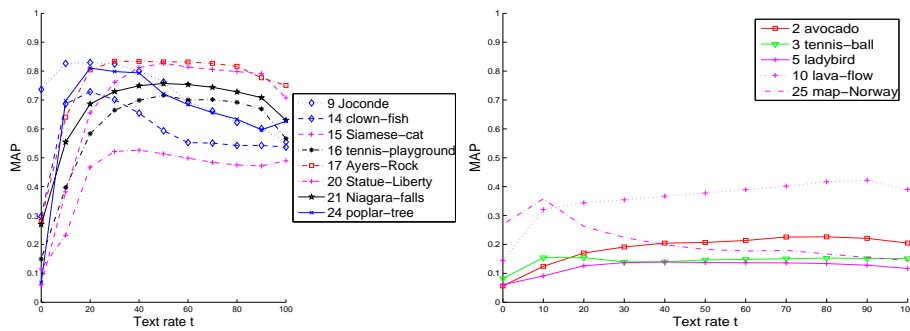 1
0.9
0.8
0.7
0.6
0.5
0.4
0.3
0.2
0.1
0
MAP
0 20 40 60 80 100
Text rate t
9 Joconde
14 clown−fish
15 Siamese−cat
16 tennis−playground
17 Ayers−Rock
20 Statue−Liberty
21 Niagara−falls
24 poplar−tree
1
0.9
0.8
0.7
0.6
0.5
0.4
0.3
0.2
0.1
0
MAP
0 10 20 30 40 50 60 70 80 90 100
Text rate t
2 avocado
3 tennis−ball
5 ladybird
10 lava−flow
25 map−Norway